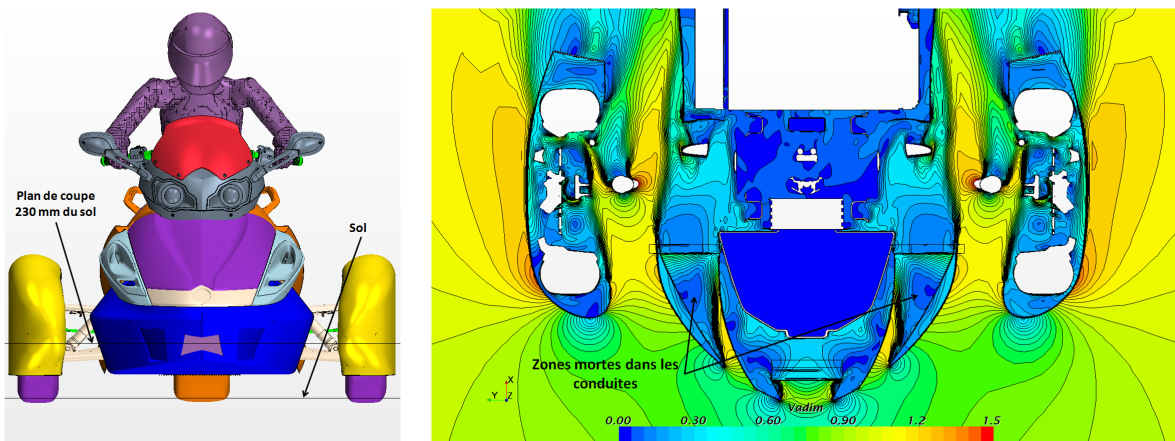 Plan de coupe
230 mm du sol
Sol
Zones mortes dans les
conduites
X
Y
Z
Vadim
0.00 0.30 0.60 0.90 1.2 1.5